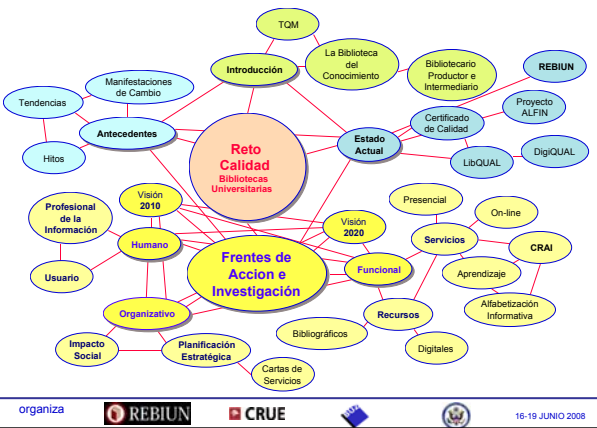 TQM
La Biblioteca
del
Conocimiento
Introducción
Bibliotecario
Productor e
Intermediario
REBIUN
Manifestaciones
de Cambio
Tendencias
Antecedentes
Hitos
Reto
Calidad
Bibliotecas
Universitarias
Estado
Actual
Certificado
de Calidad
Proyecto
ALFIN
LibQUAL
DigiQUAL
Visión
2010
Visión
2020
Profesional
de la
Información
Humano
Usuario
Frentes de
Accion e
Investigación
Funcional
Presencial
On-line
Servicios
CRAI
Aprendizaje
Alfabetización
Informativa
Organizativo
Recursos
Bibliográficos
Digitales
Impacto
Social
Planificación
Estratégica
Cartas de
Servicios
organiza
REBIUN
CRUE
16-19 JUNIO 2008